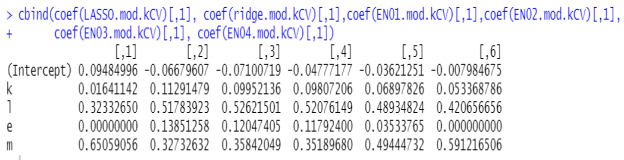 > cbind(coef(LASSO.mod.kCV)[,1], coef(ridge.mod.kCV)[,1],coef(EN01.mod.kCV)[,1],coef(EN02.mod.kCV)[,1],
+ coef(EN03.mod.kCV)[,1], coef(EN04.mod.kCV)[,1])
[,1] [,2] [,3] [,4] [,5] [,6]
(Intercept) 0.09484996 -0.06679607 -0.07100719 -0.04777177 -0.03621251 -0.007984675
k 0.01641142 0.11291479 0.09952136 0.09807206 0.06897826 0.053368786
l 0.32332650 0.51783923 0.52621501 0.52076149 0.48934824 0.420656656
e 0.00000000 0.13851258 0.12047405 0.11792400 0.03533765 0.000000000
m 0.65059056 0.32732632 0.35842049 0.35189680 0.49444732 0.591216506